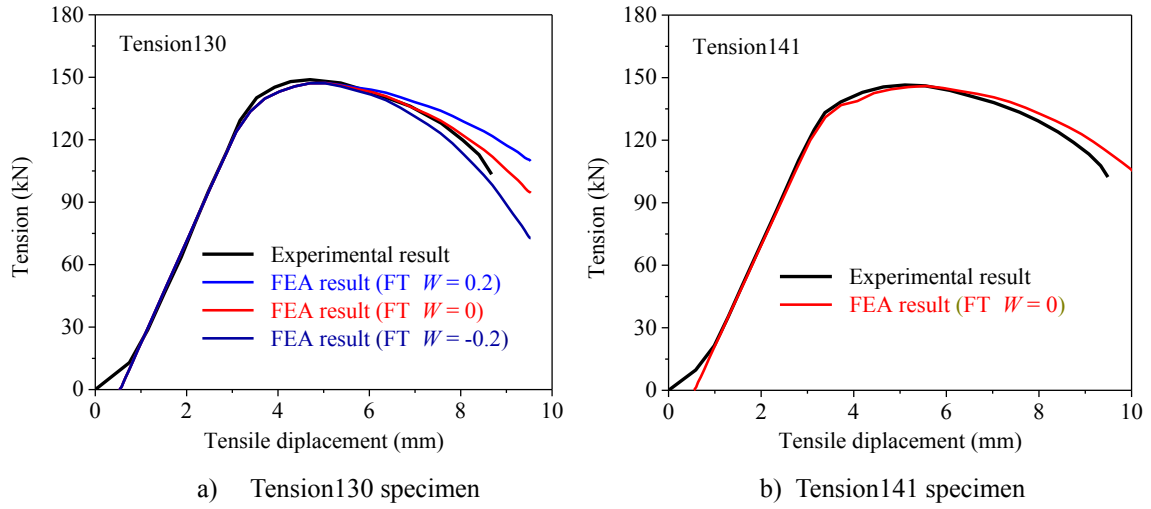 180
150
120
90
60
30
0
Tension (kN)
Tension130
Experimental result
FEA result (FT W = 0.2)
FEA result (FT W = 0)
FEA result (FT W = -0.2)
0 2 4 6 8 10
Tensile diplacement (mm)
a) Tension130 specimen
180
150
120
90
60
30
0
Tension (kN)
Tension141
Experimental result
FEA result (FT W = 0)
0 2 4 6 8 10
Tensile diplacement (mm)
b) Tension141 specimen